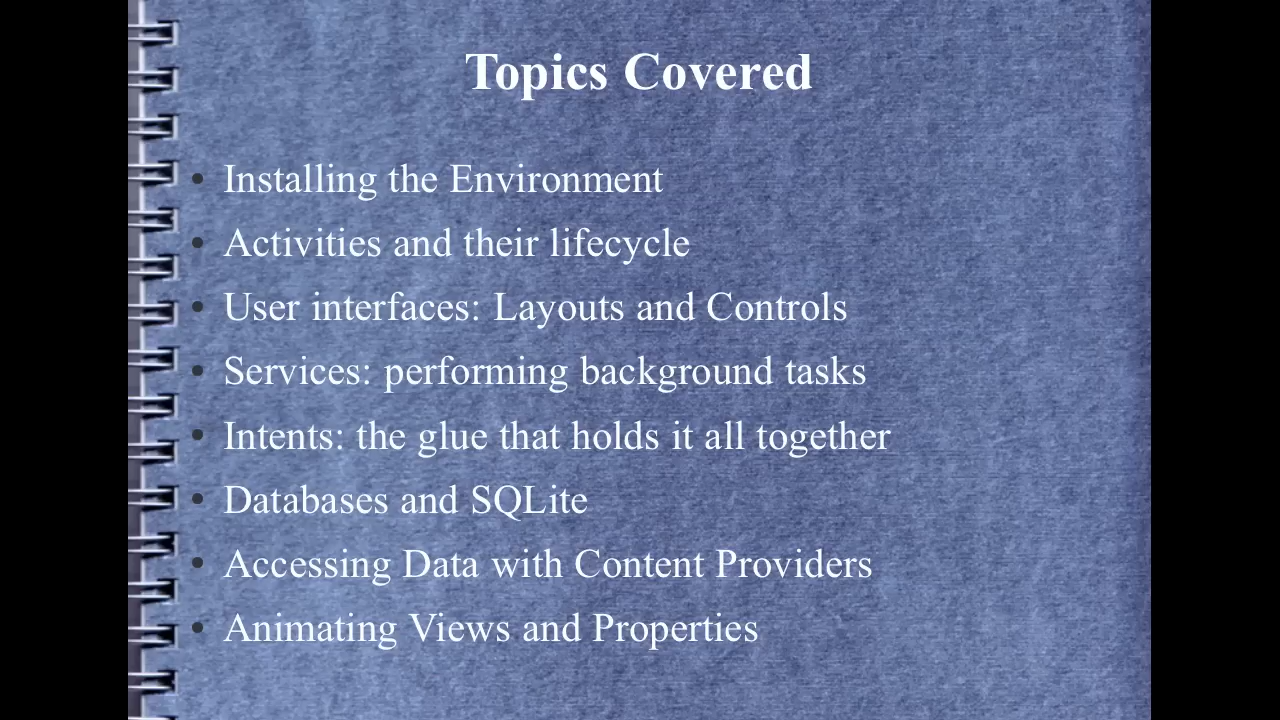 Topics Covered
• Installing the Environment
• Activities and their lifecycle
• User interfaces: Layouts and Controls
• Services: performing background tasks
• Intents: the glue that holds it all together
• Databases and SQLite
• Accessing Data with Content Providers
• Animating Views and Properties